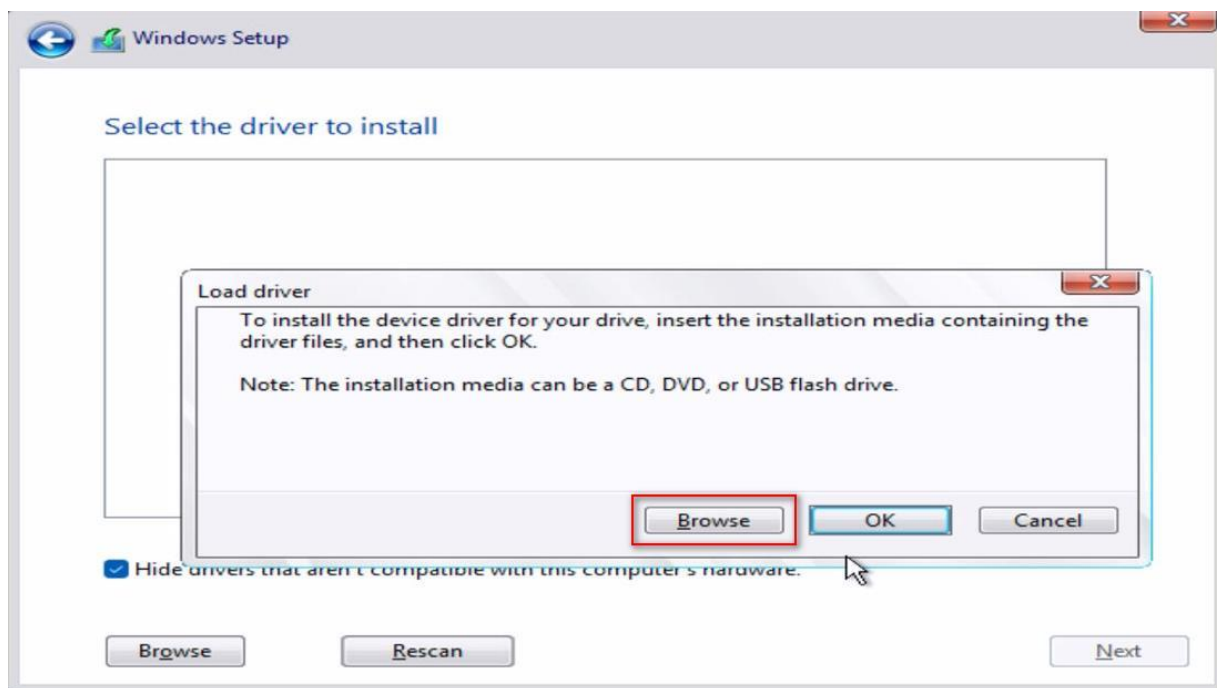 Windows Setup
Select the driver to install
Load driver
To install the device driver for your drive, insert the installation media containing the
driver files, and then click OK.
Note: The installation media can be a CD, DVD, or USB flash drive.
Browse
OK
Cancel
Hide drivers that aren't compatible with this computer's hardware.
Browse
Rescan
Next